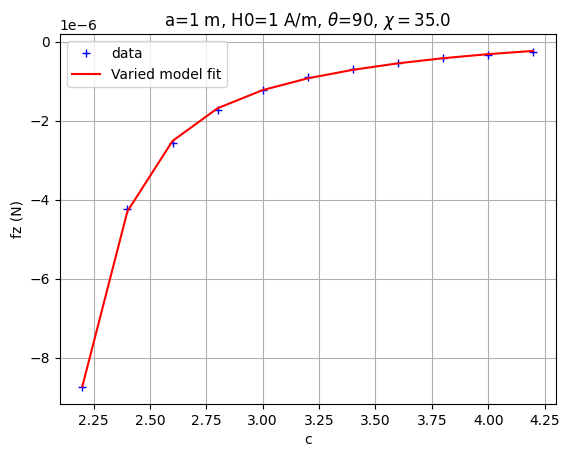 a=1 m, H0=1 A/m, θ=90, χ = 35.0
1e−6
data
Varied model fit
0
−2
−4
−6
−8
fz (N)
2.25 2.50 2.75 3.00 3.25 3.50 3.75 4.00 4.25
c